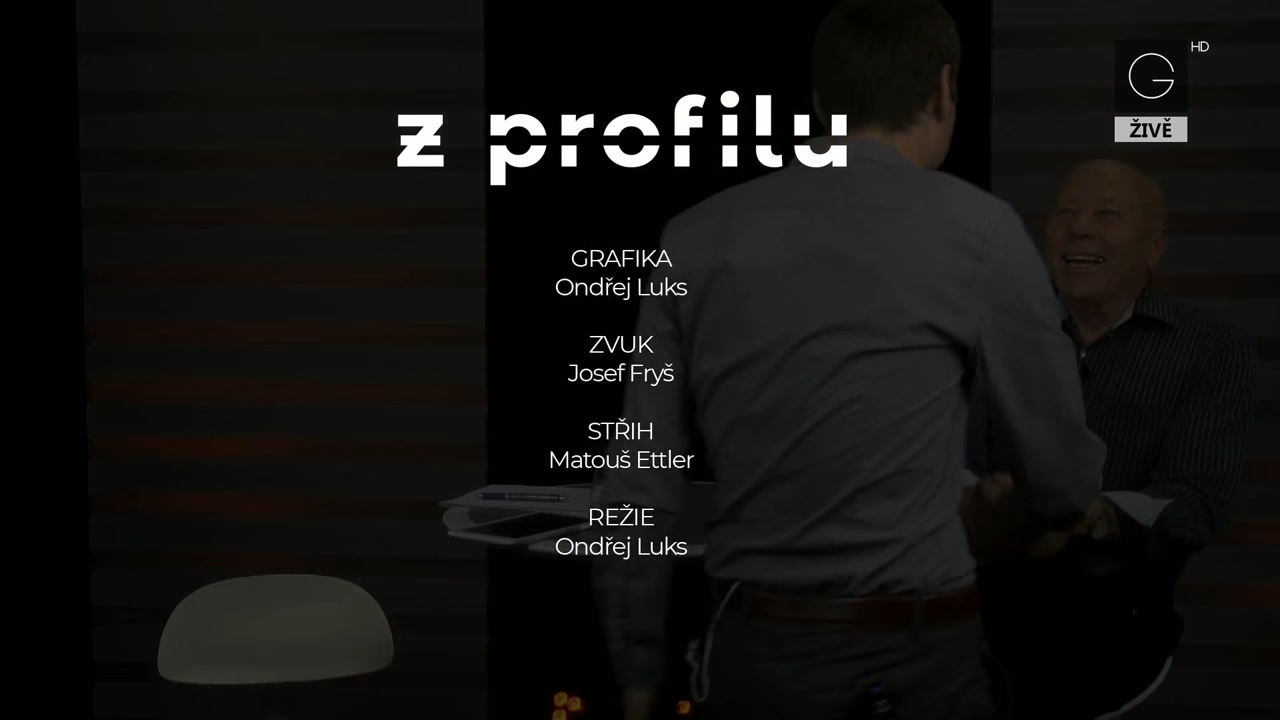 HD
G
ŽIVĚ
z profilu
GRAFIKA
Ondřej Luks
ZVUK
Josef Fryš
STŘIH
Matouš Ettler
REŽIE
Ondřej Luks